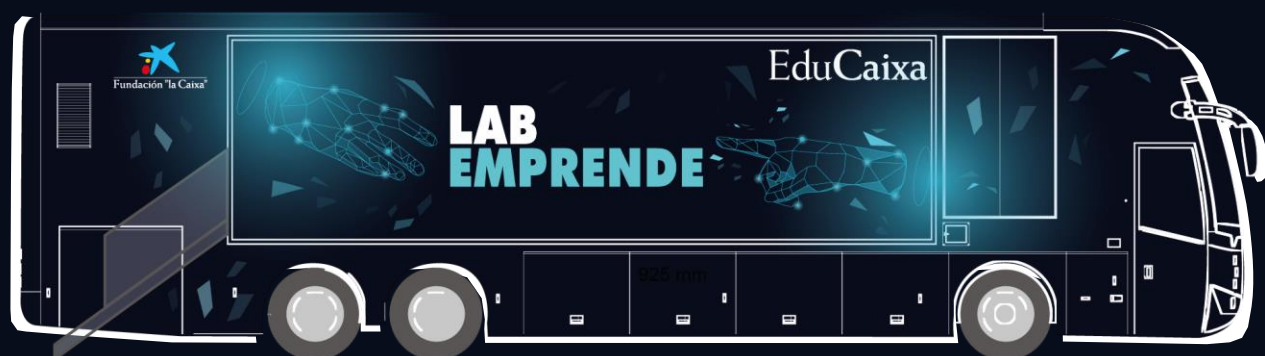 Fundación "la Caixa"
EduCaixa
LAB
EMPRENDE
925 mm